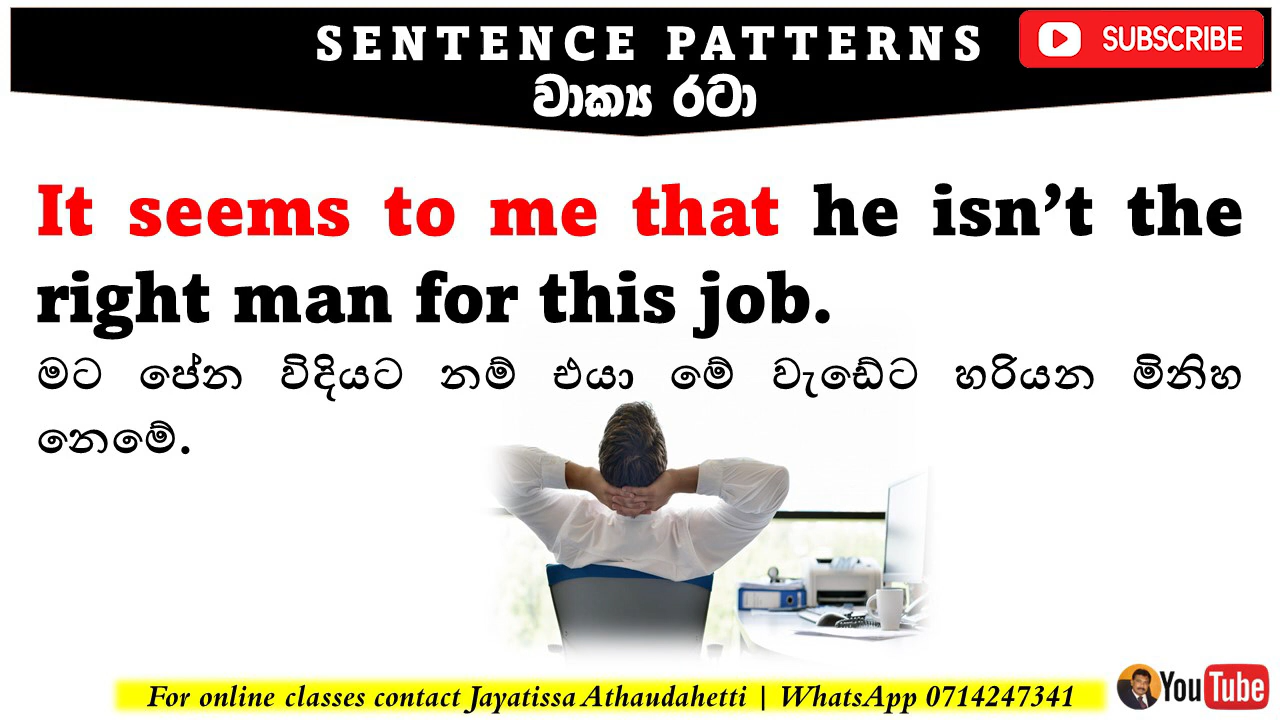 SENTENCE PATTERNS
SUBSCRIBE
වාක්‍ය රටා
It seems to me that he isn’t the
right man for this job.
මට පේන විදියට නම් එයා මේ වැඩේට හරියන මිනිහ
නෙමේ.
For online classes contact Jayatissa Athaudahetti | WhatsApp 0714247341
YouTube